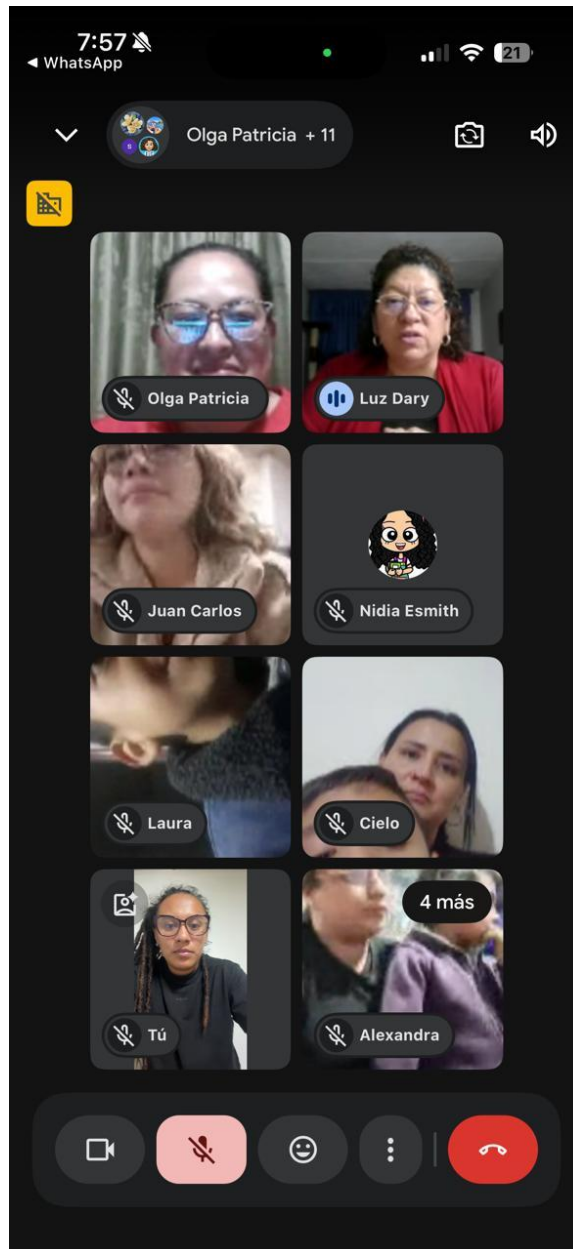 7:57
21
◀ WhatsApp
Olga Patricia + 11
S
Olga Patricia
Luz Dary
Juan Carlos
Nidia Esmith
Laura
Cielo
4 más
Tú
Alexandra